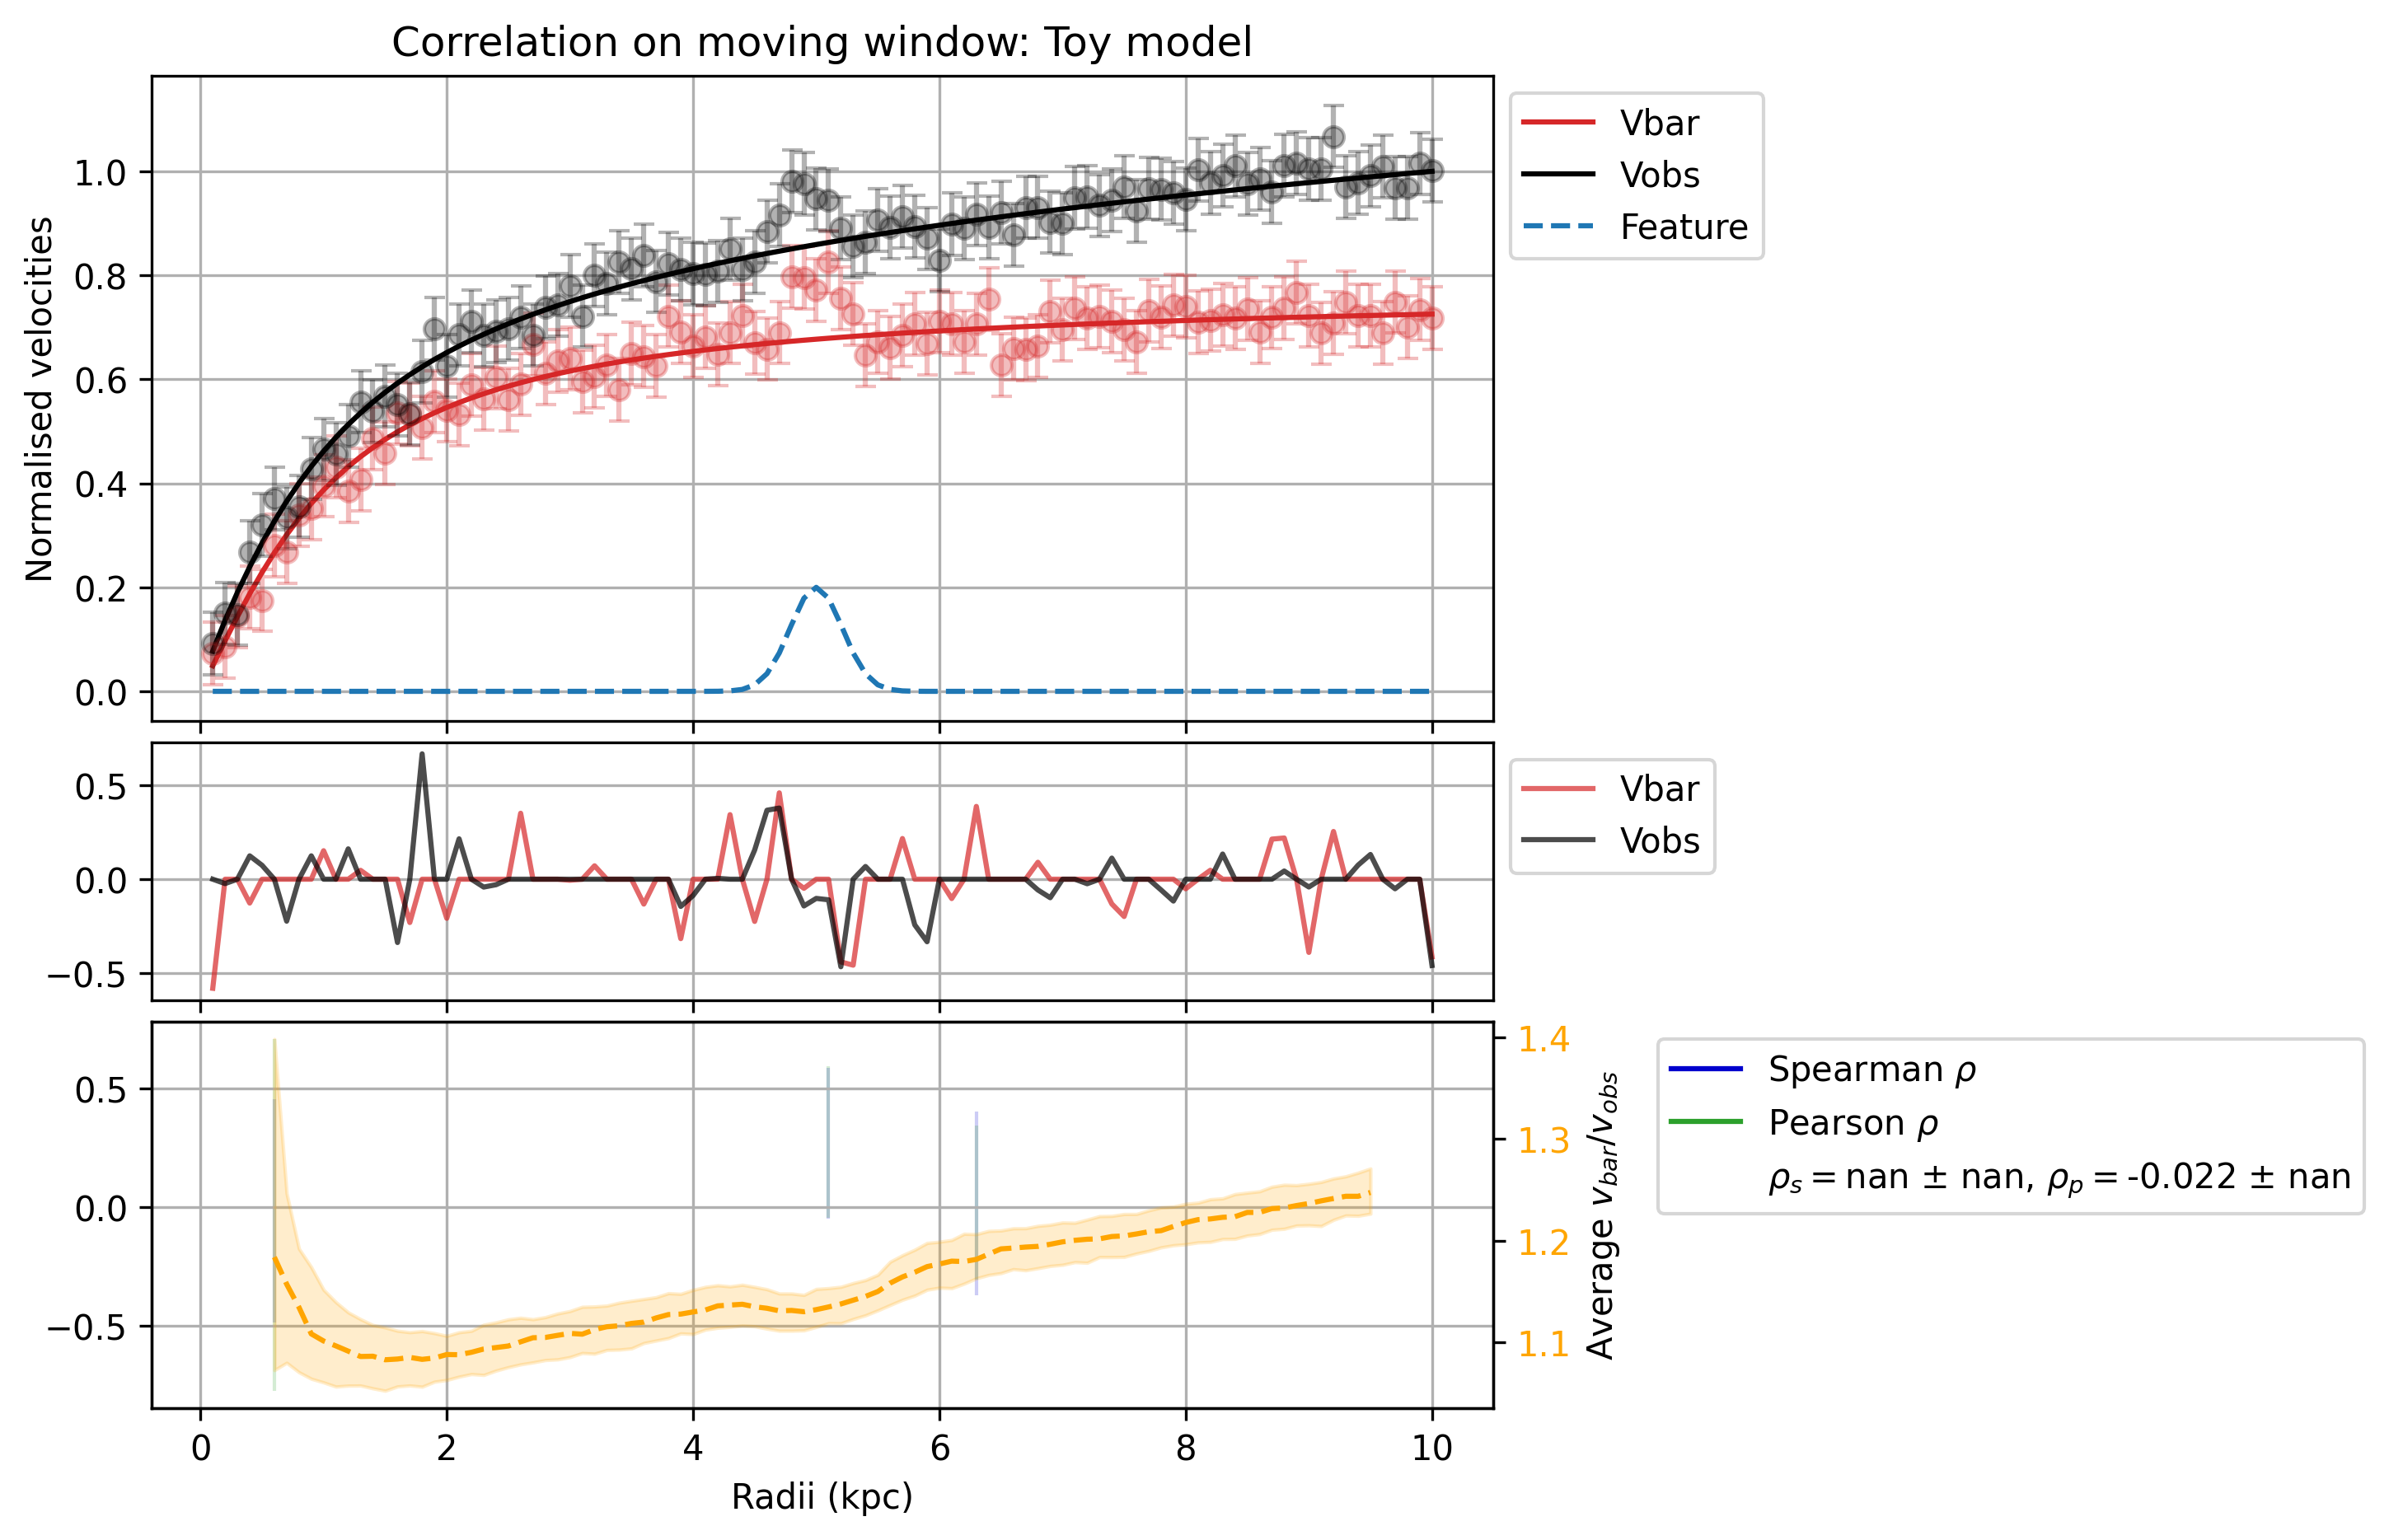 Correlation on moving window: Toy model
Normalised velocities
1.0
0.8
0.6
0.4
0.2
0.0
Vbar
Vobs
Feature
0.5
0.0
−0.5
Vbar
Vobs
0.5
0.0
−0.5
1.4
1.3
1.2
1.1
Average v_bar/v_obs
Spearman ρ
Pearson ρ
ρ_s = nan ± nan, ρ_p = -0.022 ± nan
0 2 4 6 8 10
Radii (kpc)